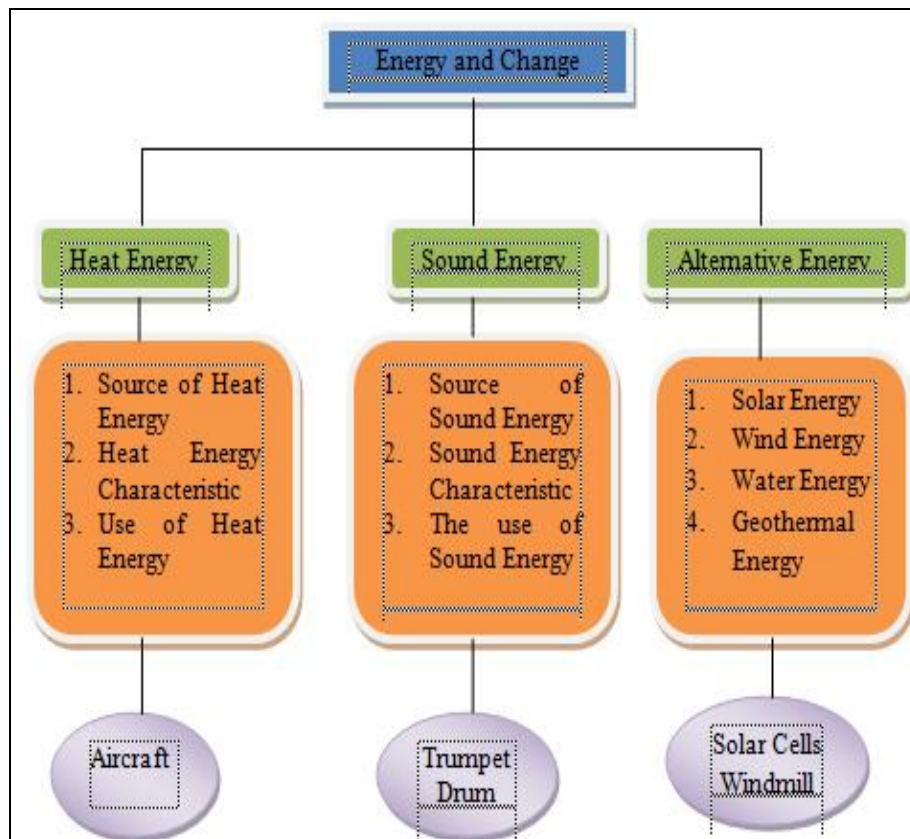 Energy and Change
Heat Energy
Sound Energy
Alternative Energy
1. Source of Heat
Energy
2. Heat Energy
Characteristic
3. Use of Heat
Energy
1. Source of
Sound Energy
2. Sound Energy
Characteristic
3. The use of
Sound Energy
1. Solar Energy
2. Wind Energy
3. Water Energy
4. Geothermal
Energy
Aircraft
Trumpet
Drum
Solar Cells
Windmill